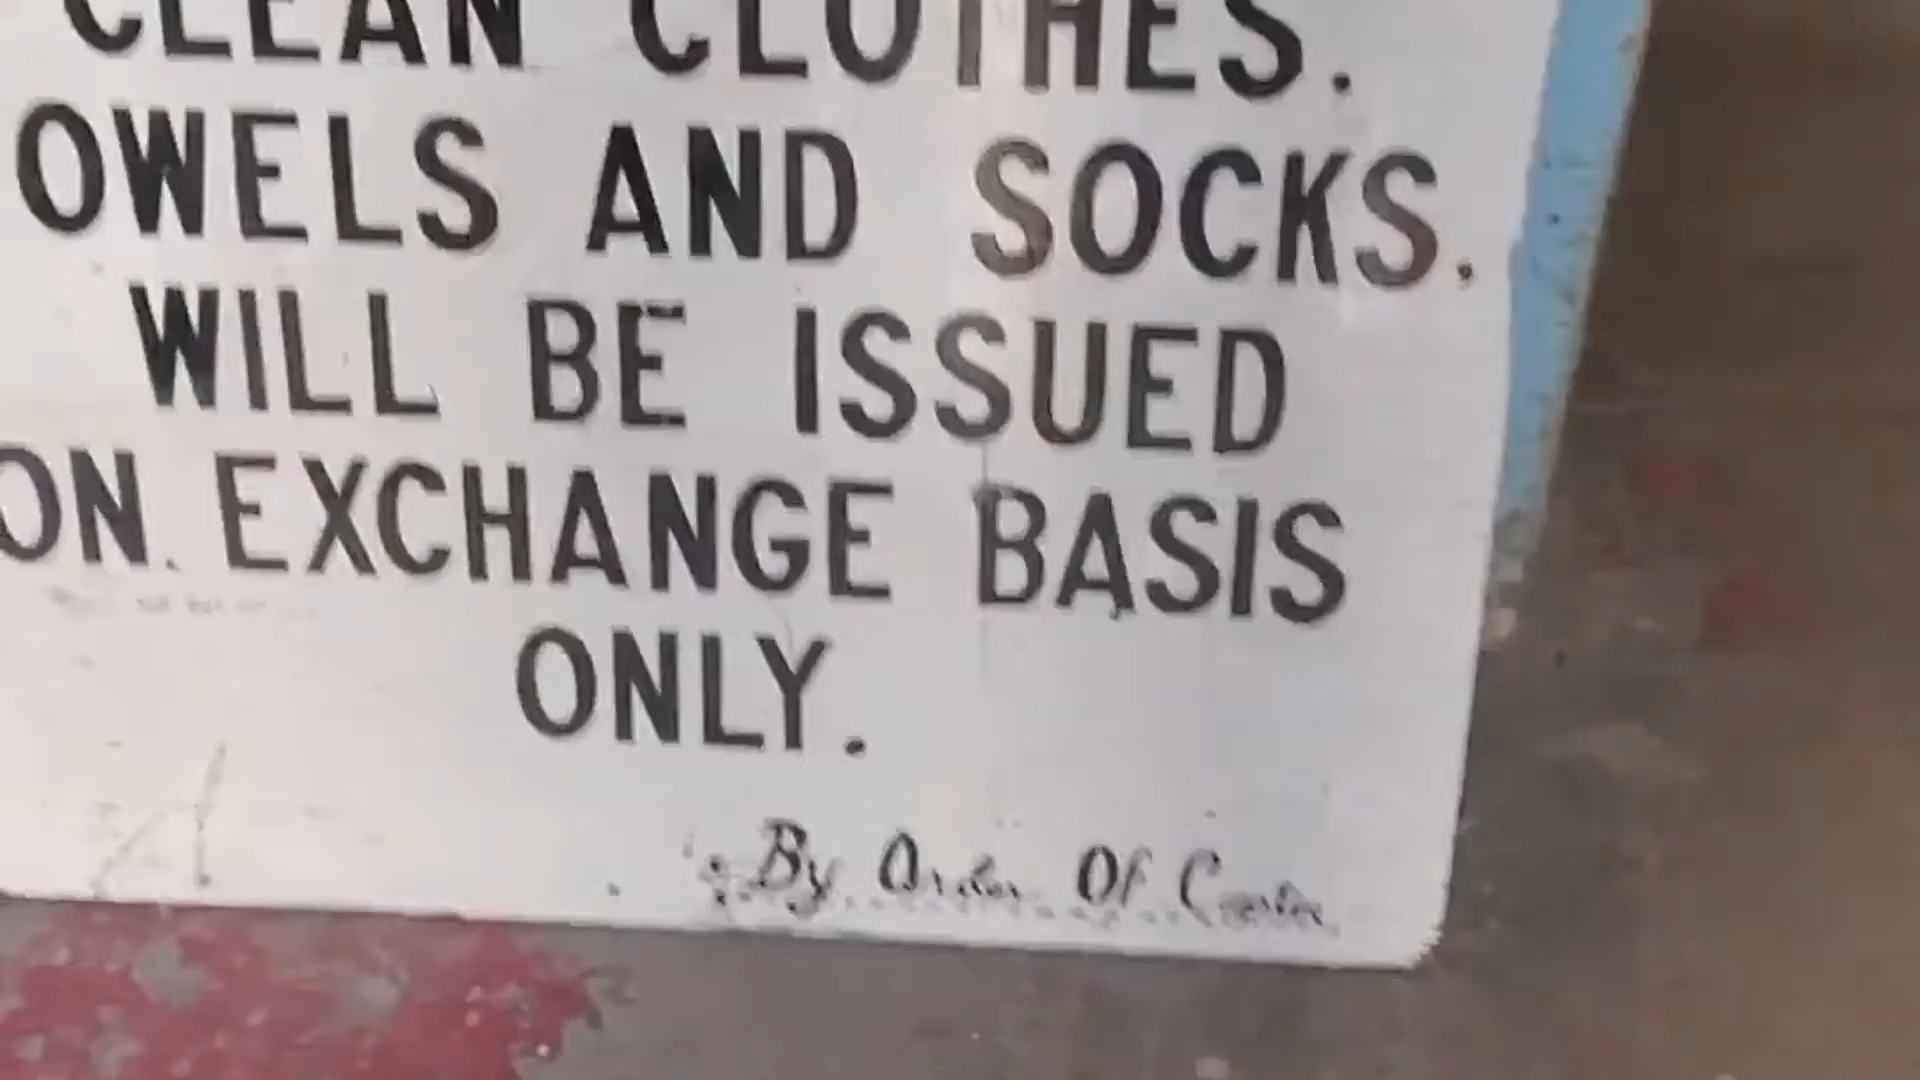 CLEAN CLOTHES.
OWELS AND SOCKS.
WILL BE ISSUED
ON. EXCHANGE BASIS
ONLY.
By Order Of